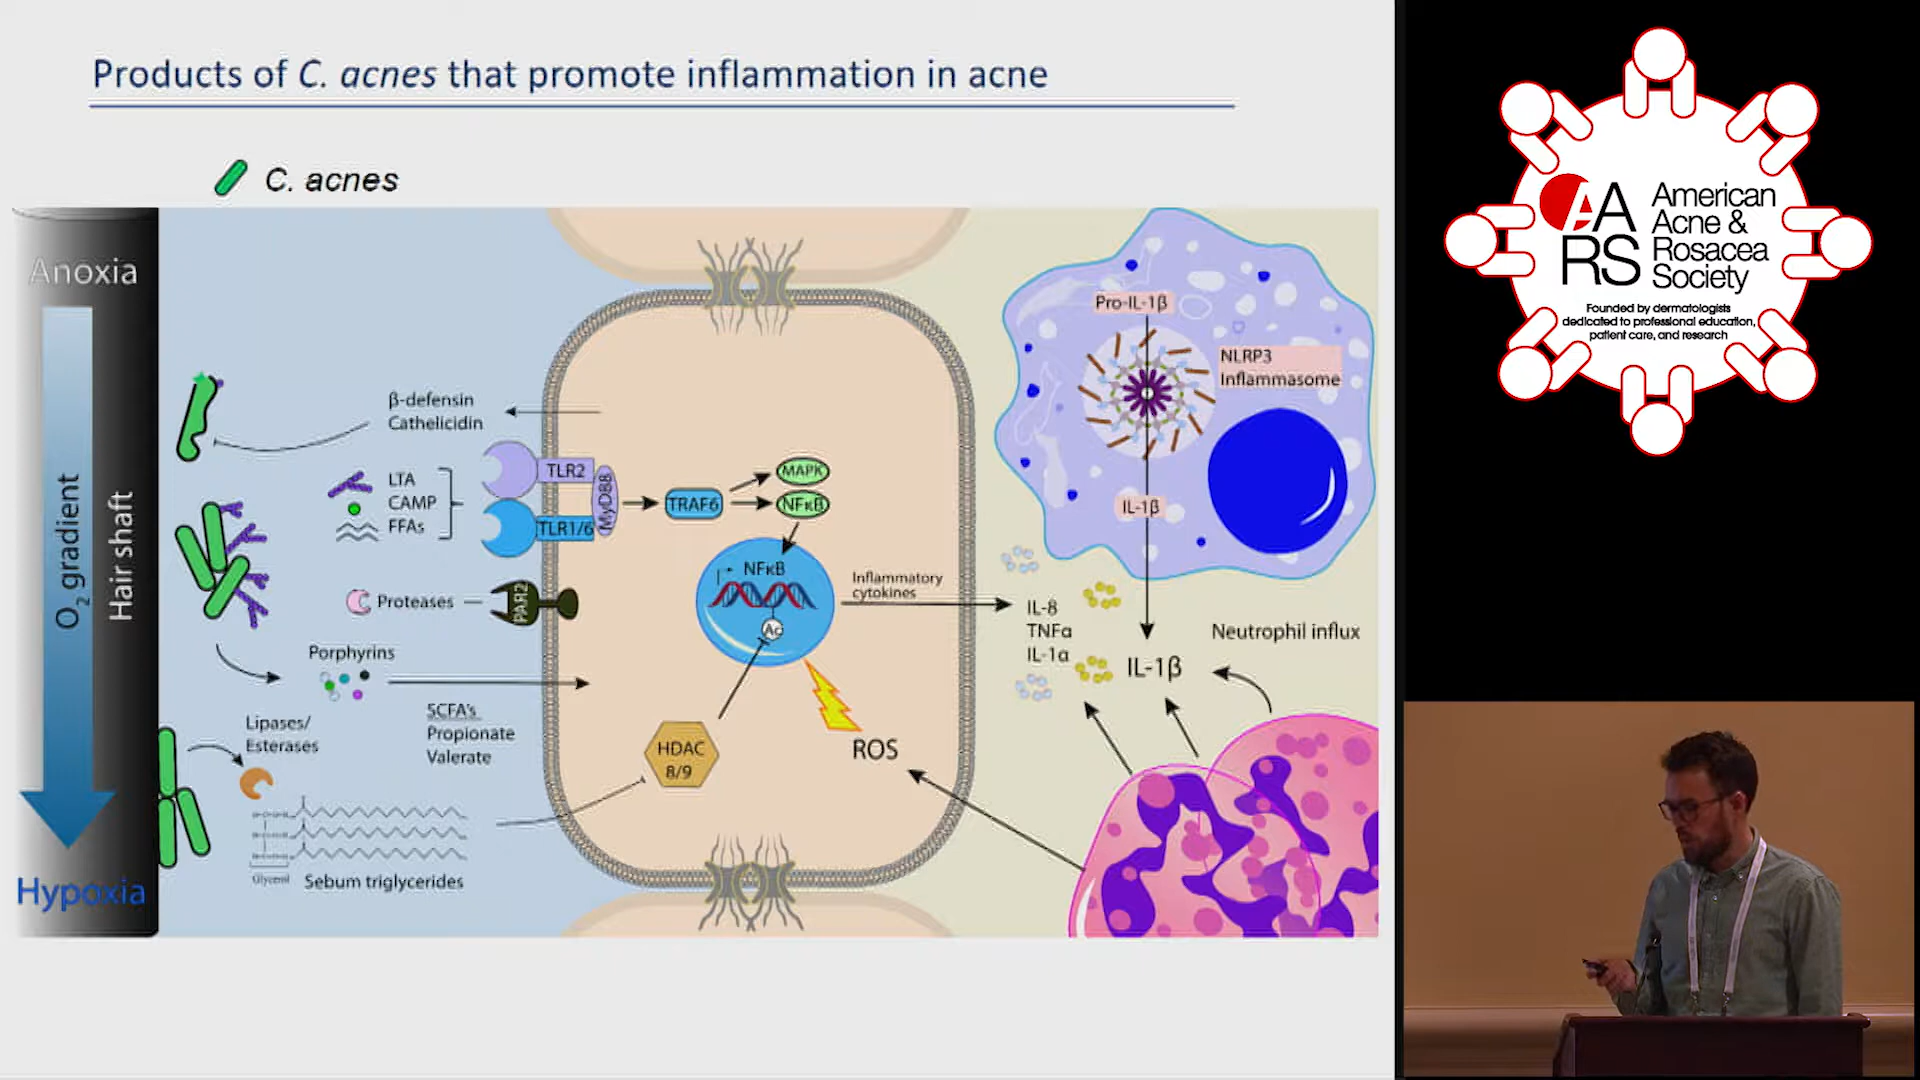 Products of C. acnes that promote inflammation in acne
C. acnes
Anoxia
O2 gradient
Hair shaft
Hypoxia
β-defensin
Cathelicidin
LTA
CAMP
FFAs
Proteases
Porphyrins
SCFA's
Propionate
Valerate
Lipases/
Esterases
Glycerol
Sebum triglycerides
TLR2
TLR1/6
MyD88
PAR2
TRAF6
MAPK
NFκB
NFκB
Ac
HDAC
8/9
ROS
Inflammatory
cytokines
Pro-IL-1β
NLRP3
Inflammasome
IL-1β
IL-8
TNFα
IL-1α
IL-1β
Neutrophil influx
AA
RS
American
Acne &
Rosacea
Society
Founded by dermatologists
dedicated to professional education,
patient care, and research